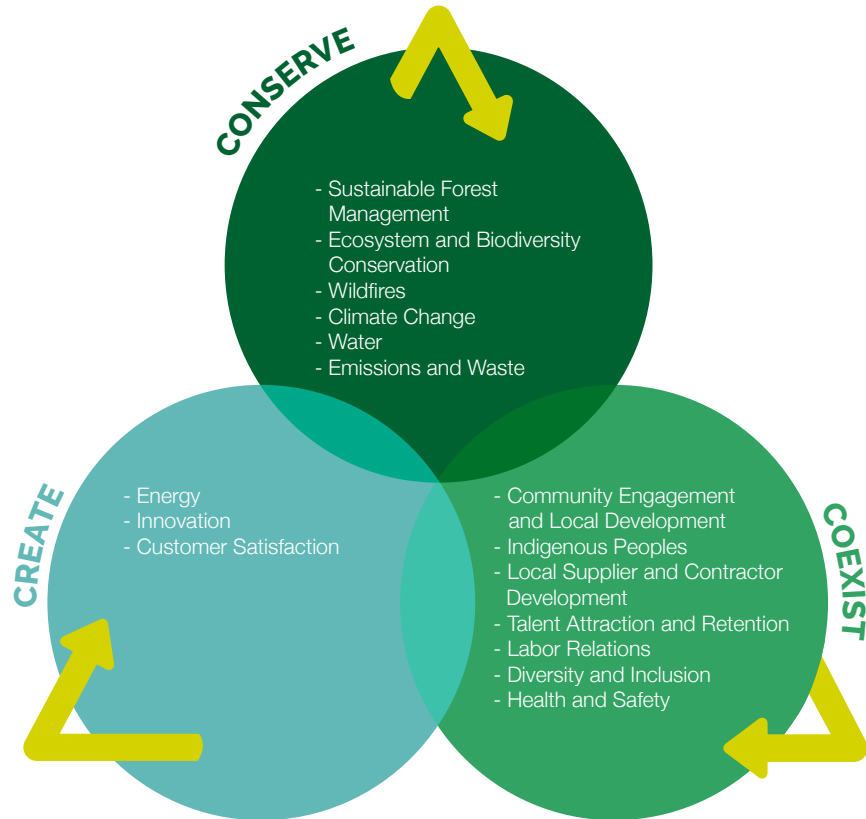 CONSERVE
- Sustainable Forest
Management
- Ecosystem and Biodiversity
Conservation
- Wildfires
- Climate Change
- Water
- Emissions and Waste
CREATE
- Energy
- Innovation
- Customer Satisfaction
COEXIST
- Community Engagement
and Local Development
- Indigenous Peoples
- Local Supplier and Contractor
Development
- Talent Attraction and Retention
- Labor Relations
- Diversity and Inclusion
- Health and Safety